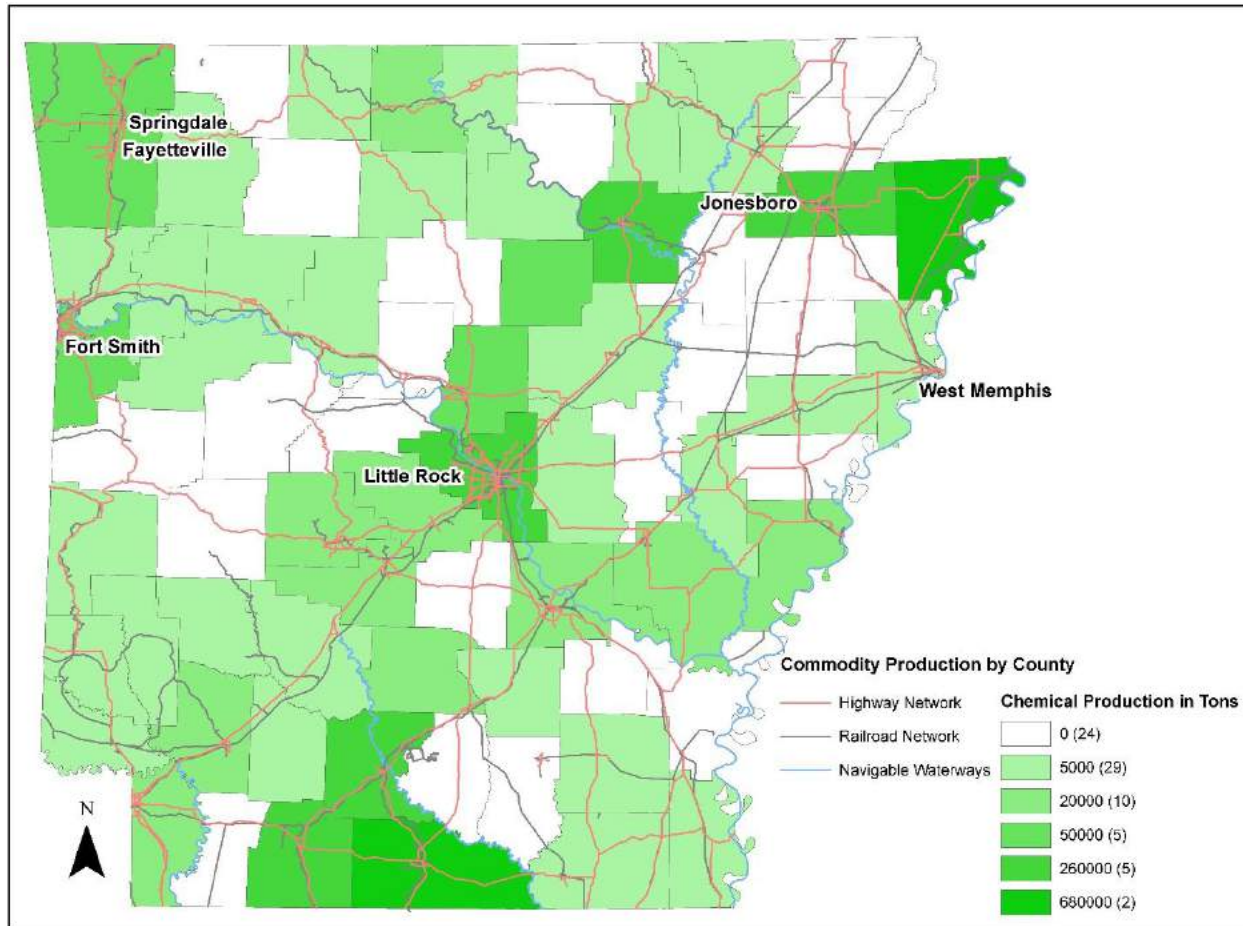 Springdale
Fayetteville
Jonesboro
Fort Smith
West Memphis
Little Rock
Commodity Production by County
Highway Network
Railroad Network
Navigable Waterways
Chemical Production in Tons
0 (24)
5000 (29)
20000 (10)
50000 (5)
260000 (5)
680000 (2)
N